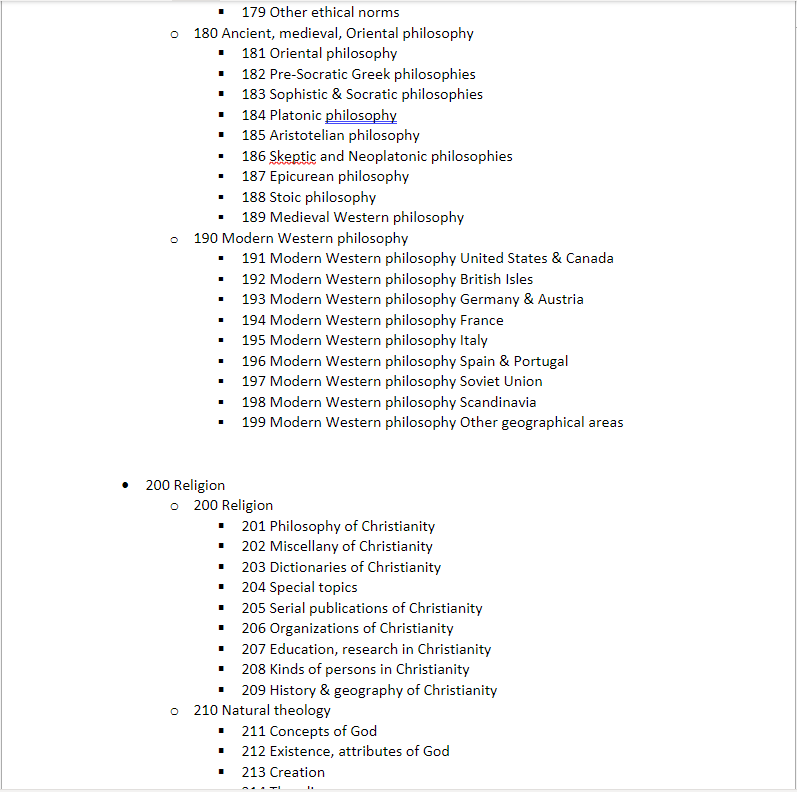 179 Other ethical norms
180 Ancient, medieval, Oriental philosophy
181 Oriental philosophy
182 Pre-Socratic Greek philosophies
183 Sophistic & Socratic philosophies
184 Platonic philosophy
185 Aristotelian philosophy
186 Skeptic and Neoplatonic philosophies
187 Epicurean philosophy
188 Stoic philosophy
189 Medieval Western philosophy
190 Modern Western philosophy
191 Modern Western philosophy United States & Canada
192 Modern Western philosophy British Isles
193 Modern Western philosophy Germany & Austria
194 Modern Western philosophy France
195 Modern Western philosophy Italy
196 Modern Western philosophy Spain & Portugal
197 Modern Western philosophy Soviet Union
198 Modern Western philosophy Scandinavia
199 Modern Western philosophy Other geographical areas
200 Religion
200 Religion
201 Philosophy of Christianity
202 Miscellany of Christianity
203 Dictionaries of Christianity
204 Special topics
205 Serial publications of Christianity
206 Organizations of Christianity
207 Education, research in Christianity
208 Kinds of persons in Christianity
209 History & geography of Christianity
210 Natural theology
211 Concepts of God
212 Existence, attributes of God
213 Creation